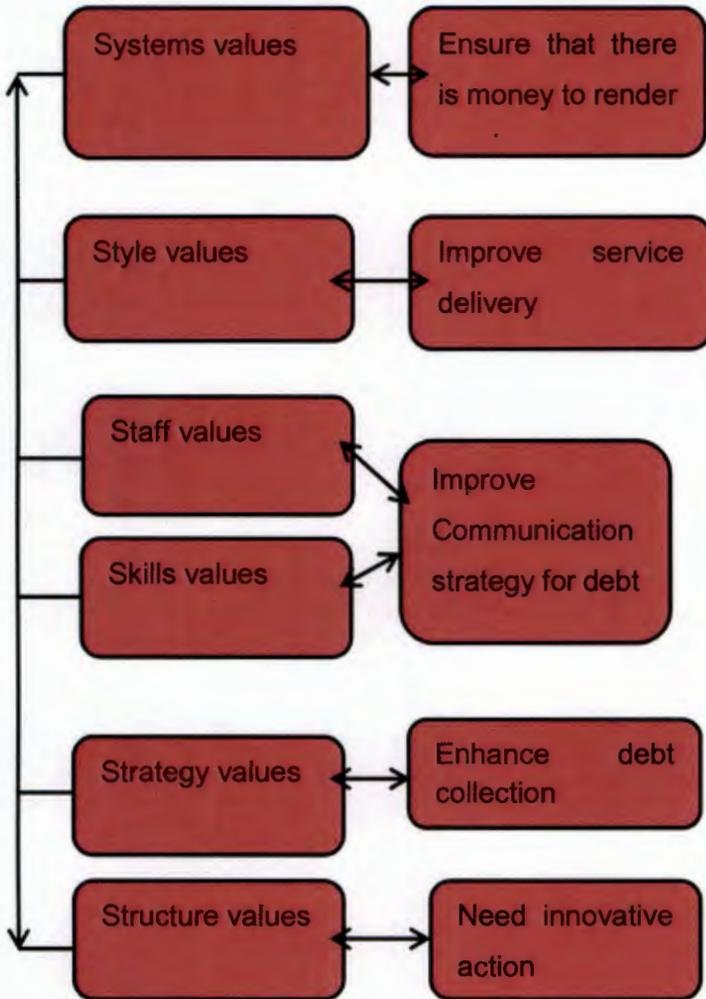 Systems values
Ensure that there
is money to render
Style values
Improve service
delivery
Staff values
Skills values
Improve
Communication
strategy for debt
Strategy values
Enhance debt
collection
Structure values
Need innovative
action